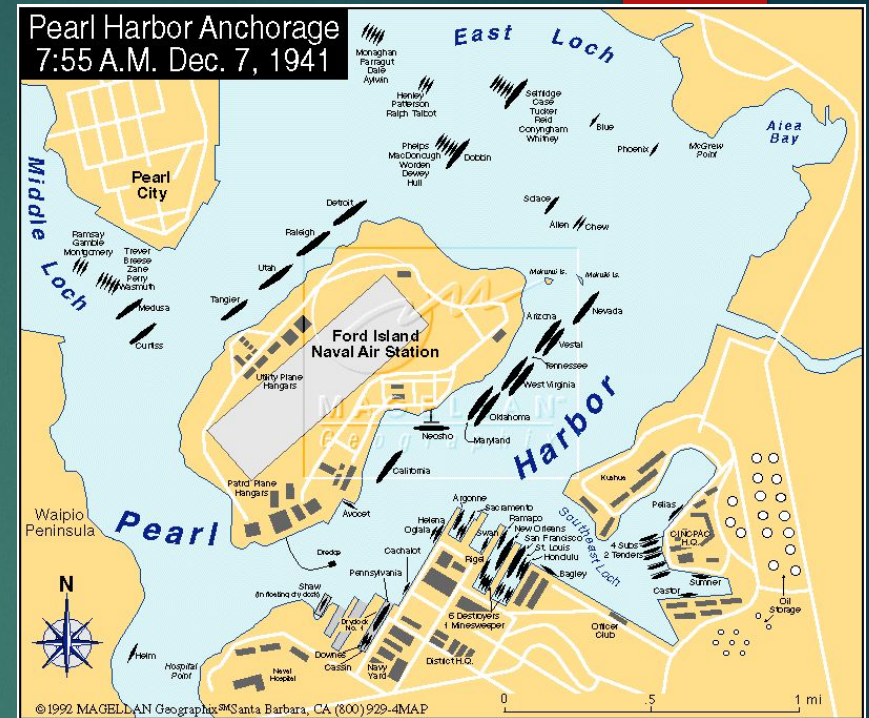 Pearl Harbor Anchorage
7:55 A.M. Dec. 7, 1941
East Loch
Monaghan
Farragut
Dale
Aylwin
Henley
Patterson
Ralph Talbot
Selfridge
Case
Tucker
Reid
Conyngham
Whitney
Blue
Phoenix
McGrew
Point
Aiea
Bay
Phelps
MacDonough
Worden
Dewey
Hull
Dobbin
Middle
Loch
Pearl
City
Detroit
Raleigh
Utah
Tangier
Solace
Allen
Chew
Ramsay
Gamble
Montgomery
Trever
Breese
Zane
Perry
Wasmuth
Medusa
Curtiss
Ford Island
Naval Air Station
Utility Plane
Hangars
Patrol Plane
Hangars
Nevada
Arizona
Vestal
Tennessee
West Virginia
Oklahoma
Maryland
Neosho
California
Avocet
MAGELLAN
Geographix
Pearl
Harbor
Waipio
Peninsula
Dredge
Argonne
Sacramento
Helena
Oglala
Swan
Ramapo
New Orleans
San Francisco
St. Louis
Honolulu
Rigel
Bagley
Cachalot
Pennsylvania
Shaw
(in floating dry dock)
Drydock
No. 1
Downes
Cassin
Navy
Yard
6 Destroyers
1 Minesweeper
District H.Q.
Officer
Club
Southeast Loch
Kuahua
Pelias
4 Subs
2 Tenders
CINCPAC
H.Q.
Sumner
Castor
Oil
Storage
N
Helm
Hospital
Point
Naval
Hospital
0 .5 1 mi
©1992 MAGELLAN Geographix℠Santa Barbara, CA (800) 929-4MAP